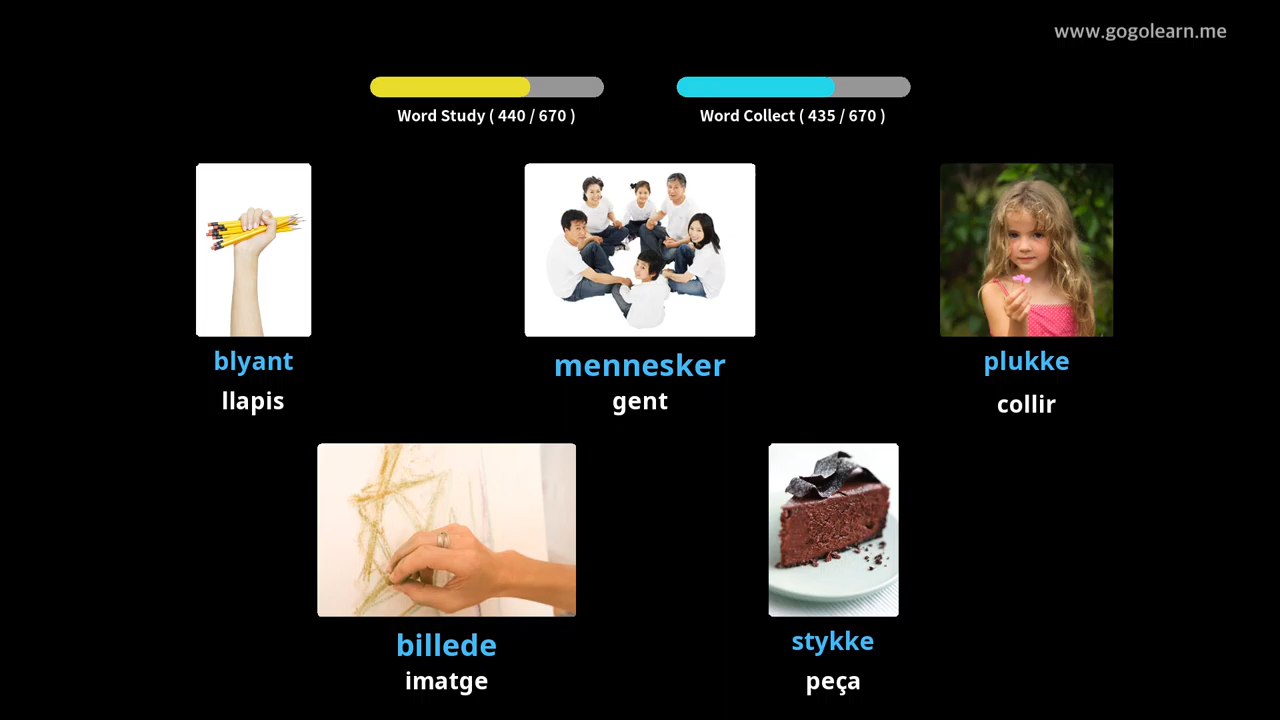 www.gogolearn.me
Word Study ( 440 / 670 )
Word Collect ( 435 / 670 )
blyant
llapis
mennesker
gent
plukke
collir
billede
imatge
stykke
peça